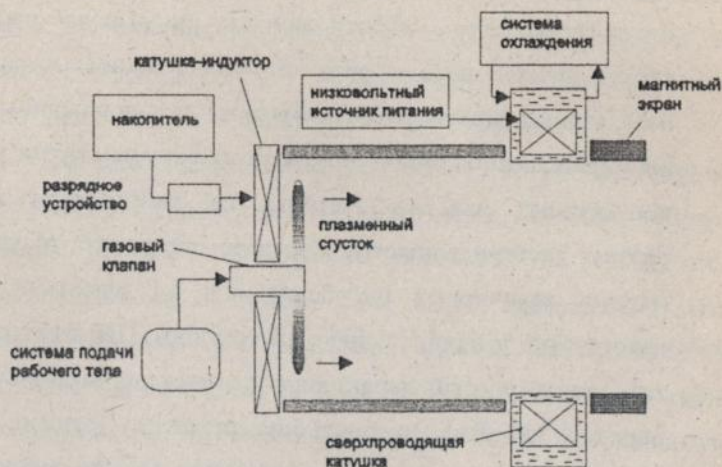 система
охлаждения
катушка-индуктор
низковольтный
источник питания
магнитный
экран
накопитель
разрядное
устройство
плазменный
сгусток
газовый
клапан
система подачи
рабочего тела
сверхпроводящая
катушка